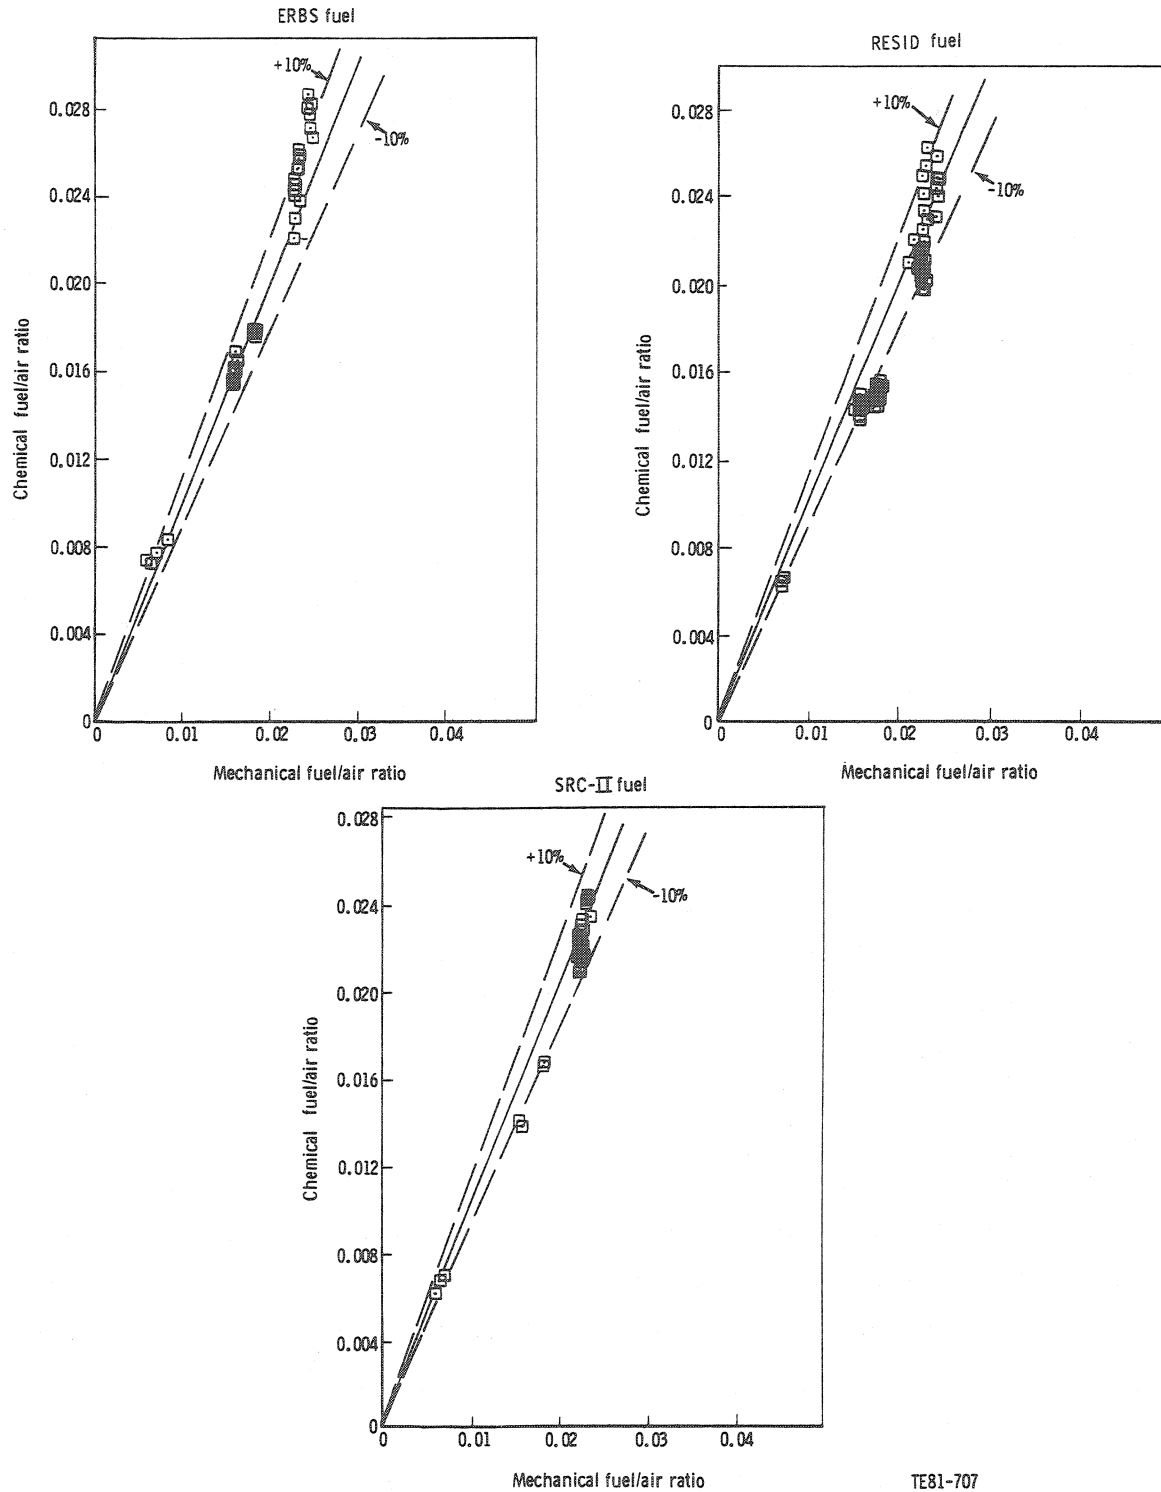 ERBS fuel
+10%
-10%
0.028
0.024
0.020
0.016
0.012
0.008
0.004
0
Chemical fuel/air ratio
0 0.01 0.02 0.03 0.04
Mechanical fuel/air ratio
RESID fuel
+10%
-10%
0.028
0.024
0.020
0.016
0.012
0.008
0.004
0
Chemical fuel/air ratio
0 0.01 0.02 0.03 0.04
Mechanical fuel/air ratio
SRC-II fuel
+10%
-10%
0.028
0.024
0.020
0.016
0.012
0.008
0.004
0
Chemical fuel/air ratio
0 0.01 0.02 0.03 0.04
Mechanical fuel/air ratio
TE81-707